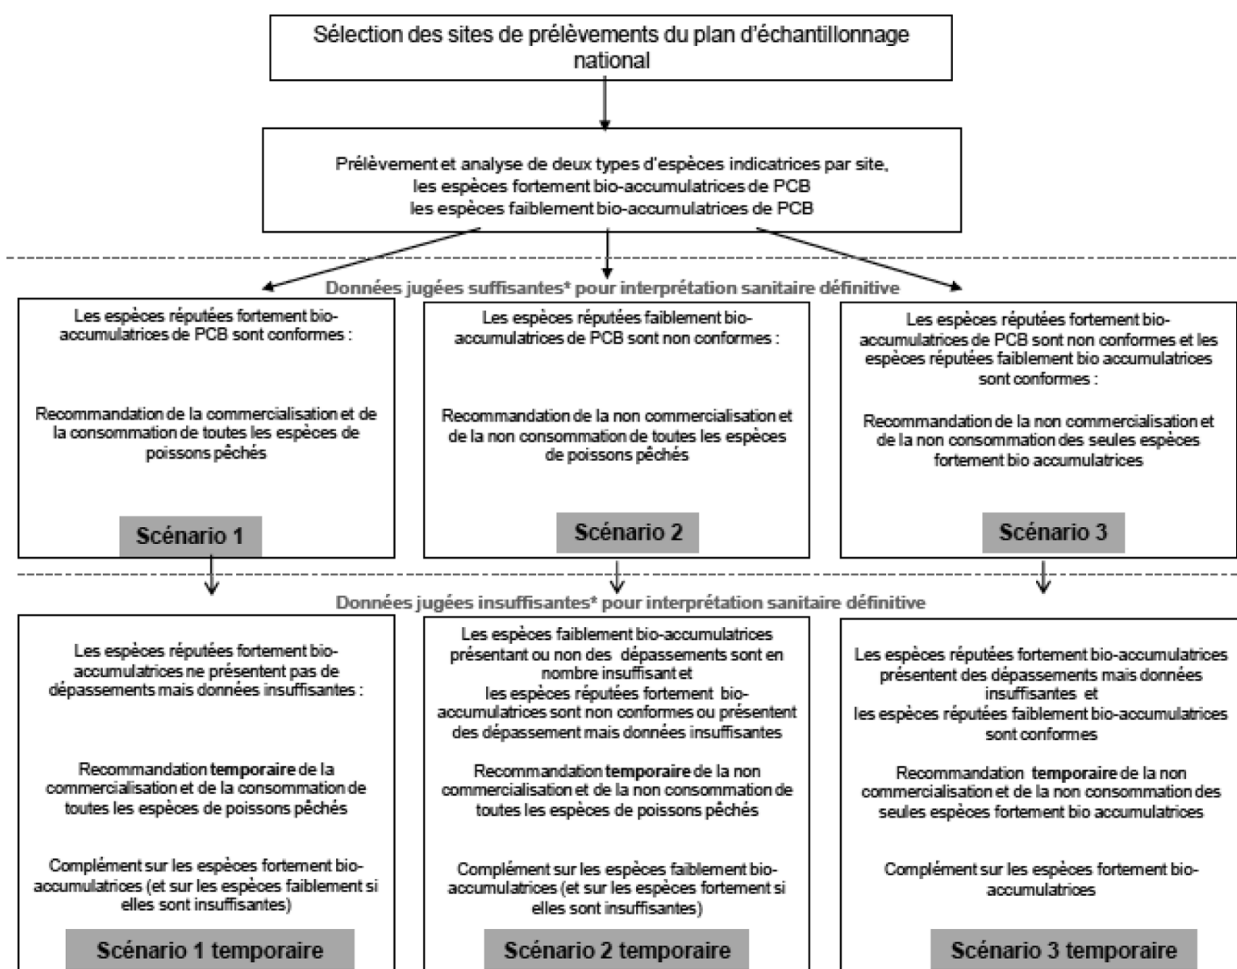 Sélection des sites de prélèvements du plan d'échantillonnage
national
Prélèvement et analyse de deux types d'espèces indicatrices par site,
les espèces fortement bio-accumulatrices de PCB
les espèces faiblement bio-accumulatrices de PCB
Données jugées suffisantes* pour interprétation sanitaire définitive
Les espèces réputées fortement bio-
accumulatrices de PCB sont conformes :
Recommandation de la commercialisation et de
la consommation de toutes les espèces de
poissons pêchés
Scénario 1
Les espèces réputées faiblement bio-
accumulatrices de PCB sont non conformes :
Recommandation de la non commercialisation et
de la non consommation de toutes les espèces
de poissons pêchés
Scénario 2
Les espèces réputées fortement bio-
accumulatrices de PCB sont non conformes et les
espèces réputées faiblement bio accumulatrices
sont conformes :
Recommandation de la non commercialisation et
de la non consommation des seules espèces
fortement bio accumulatrices
Scénario 3
Données jugées insuffisantes* pour interprétation sanitaire définitive
Les espèces réputées fortement bio-
accumulatrices ne présentent pas de
dépassements mais données insuffisantes :
Recommandation temporaire de la
commercialisation et de la consommation de
toutes les espèces de poissons pêchés
Complément sur les espèces fortement bio-
accumulatrices (et sur les espèces faiblement si
elles sont insuffisantes)
Scénario 1 temporaire
Les espèces faiblement bio-accumulatrices
présentant ou non des dépassements sont en
nombre insuffisant et
les espèces réputées fortement bio-
accumulatrices sont non conformes ou présentent
des dépassement mais données insuffisantes
Recommandation temporaire de la non
commercialisation et de la non consommation de
toutes les espèces de poissons pêchés
Complément sur les espèces faiblement bio-
accumulatrices (et sur les espèces fortement si
elles sont insuffisantes)
Scénario 2 temporaire
Les espèces réputées fortement bio-accumulatrices
présentent des dépassements mais données
insuffisantes et
les espèces réputées faiblement bio-accumulatrices
sont conformes
Recommandation temporaire de la non
commercialisation et de la non consommation des
seules espèces fortement bio accumulatrices
Complément sur les espèces fortement bio-
accumulatrices
Scénario 3 temporaire